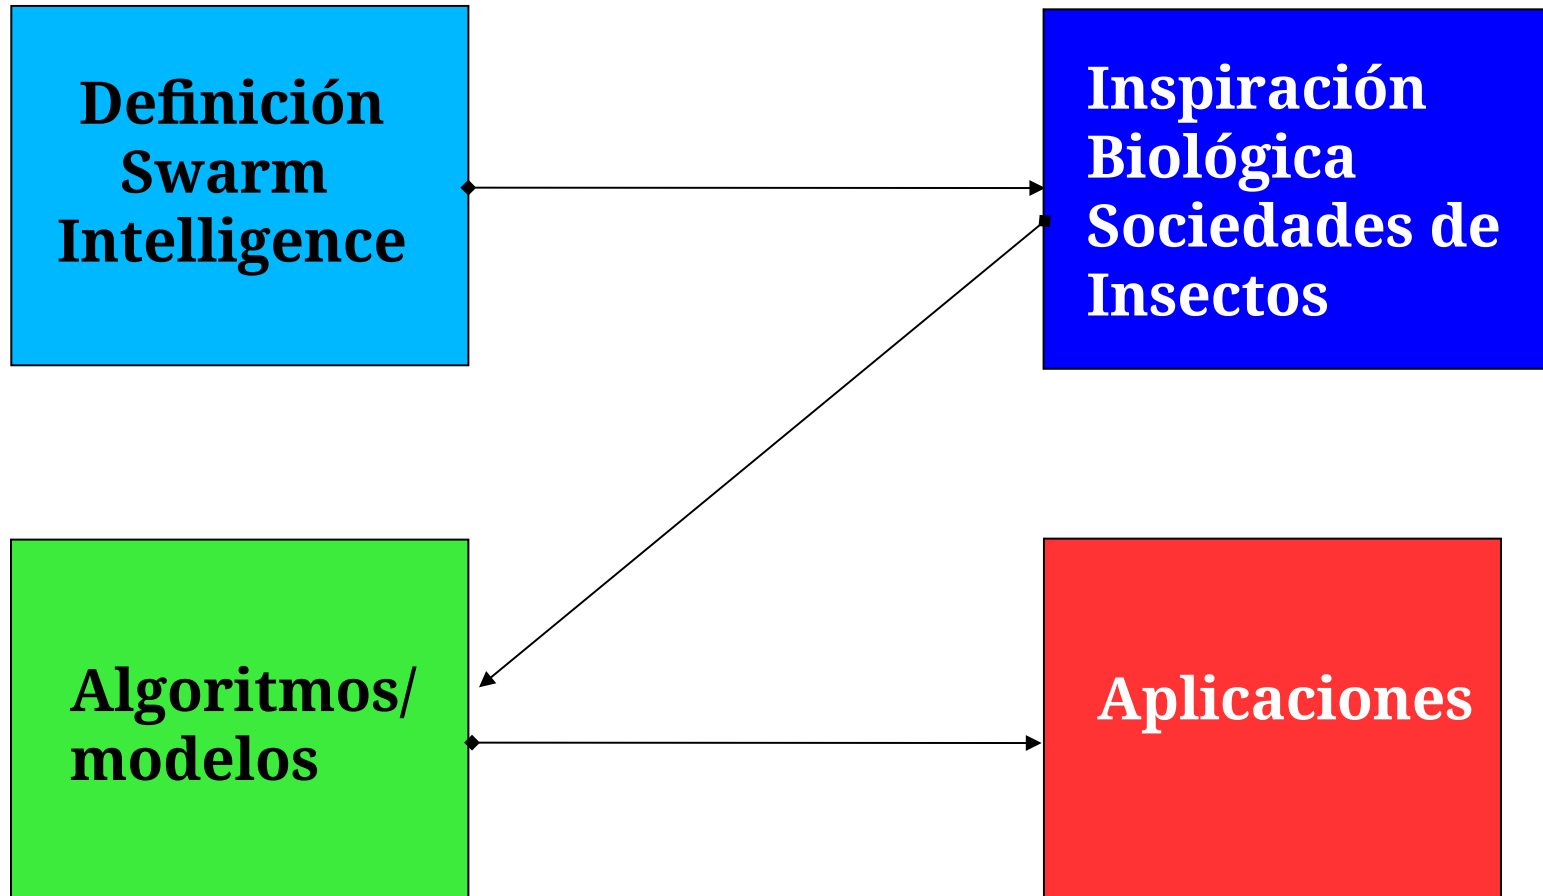 Definición
Swarm
Intelligence
Inspiración
Biológica
Sociedades de
Insectos
Algoritmos/
modelos
Aplicaciones